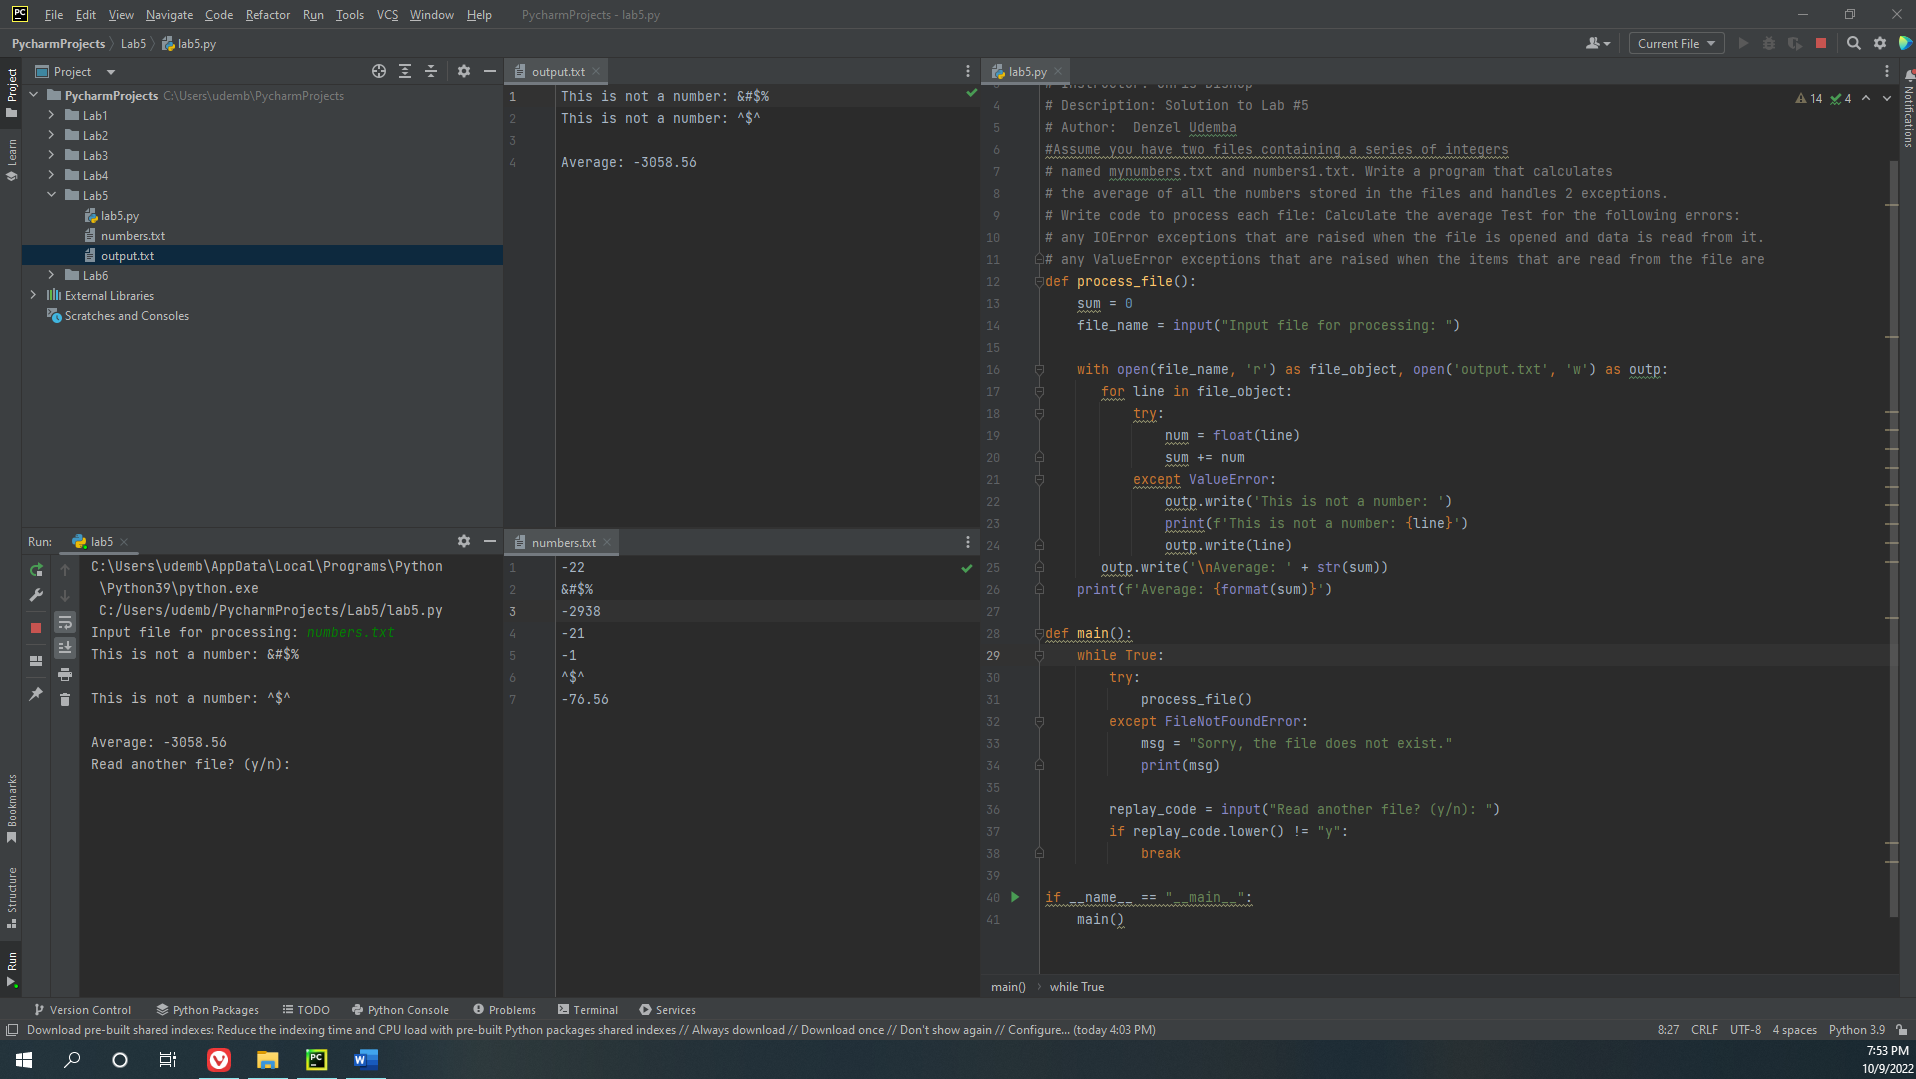 PC File Edit View Navigate Code Refactor Run Tools VCS Window Help PycharmProjects - lab5.py
PycharmProjects Lab5 lab5.py Current File
Project
Project
Learn
PycharmProjects C:\Users\udemb\PycharmProjects
Lab1
Lab2
Lab3
Lab4
Lab5
lab5.py
numbers.txt
output.txt
Lab6
External Libraries
Scratches and Consoles
output.txt
1 This is not a number: &#$%
2 This is not a number: ^$^
3
4 Average: -3058.56
lab5.py
14 4
Notifications
4 # Description: Solution to Lab #5
5 # Author:  Denzel Udemba
6 #Assume you have two files containing a series of integers
7 # named mynumbers.txt and numbers1.txt. Write a program that calculates
8 # the average of all the numbers stored in the files and handles 2 exceptions.
9 # Write code to process each file: Calculate the average Test for the following errors:
10 # any IOError exceptions that are raised when the file is opened and data is read from it.
11 # any ValueError exceptions that are raised when the items that are read from the file are
12 def process_file():
13 sum = 0
14 file_name = input("Input file for processing: ")
15
16 with open(file_name, 'r') as file_object, open('output.txt', 'w') as outp:
17 for line in file_object:
18 try:
19 num = float(line)
20 sum += num
21 except ValueError:
22 outp.write('This is not a number: ')
23 print(f'This is not a number: {line}')
24 outp.write(line)
25 outp.write('\nAverage: ' + str(sum))
26 print(f'Average: {format(sum)}')
27
28 def main():
29 while True:
30 try:
31 process_file()
32 except FileNotFoundError:
33 msg = "Sorry, the file does not exist."
34 print(msg)
35
36 replay_code = input("Read another file? (y/n): ")
37 if replay_code.lower() != "y":
38 break
39
40 if __name__ == "__main__":
41 main()
main() while True
Run: lab5
C:\Users\udemb\AppData\Local\Programs\Python
\Python39\python.exe
C:/Users/udemb/PycharmProjects/Lab5/lab5.py
Input file for processing: numbers.txt
This is not a number: &#$%
This is not a number: ^$^
Average: -3058.56
Read another file? (y/n):
numbers.txt
1 -22
2 &#$%
3 -2938
4 -21
5 -1
6 ^$^
7 -76.56
Bookmarks
Structure
Run
Version Control Python Packages TODO Python Console Problems Terminal Services
Download pre-built shared indexes: Reduce the indexing time and CPU load with pre-built Python packages shared indexes // Always download // Download once // Don't show again // Configure... (today 4:03 PM) 8:27 CRLF UTF-8 4 spaces Python 3.9
PC W
7:53 PM
10/9/2022